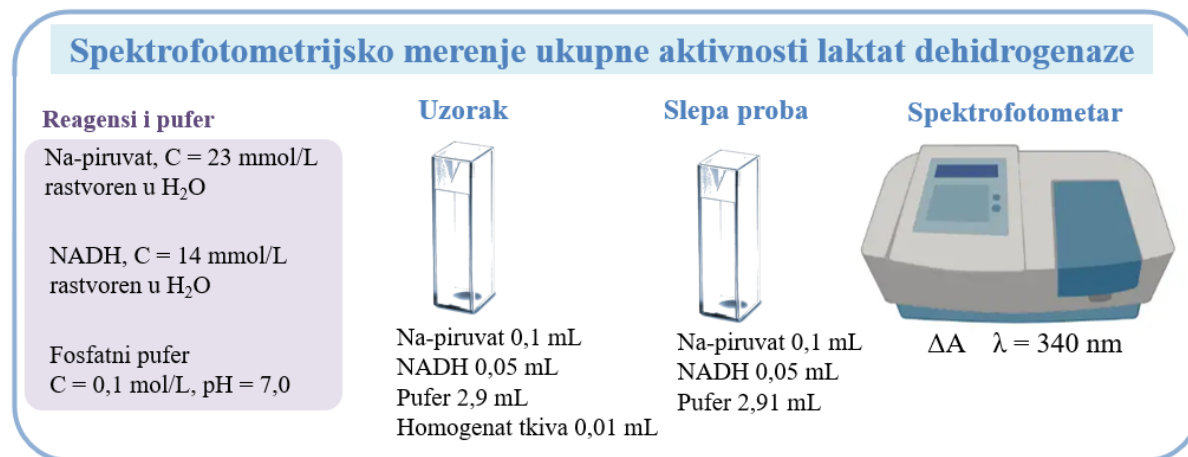 Spektrofotometrijsko merenje ukupne aktivnosti laktat dehidrogenaze
Reagensi i pufer
Na-piruvat, C = 23 mmol/L
rastvoren u H₂O
NADH, C = 14 mmol/L
rastvoren u H₂O
Fosfatni pufer
C = 0,1 mol/L, pH = 7,0
Uzorak
Na-piruvat 0,1 mL
NADH 0,05 mL
Pufer 2,9 mL
Homogenat tkiva 0,01 mL
Slepa proba
Na-piruvat 0,1 mL
NADH 0,05 mL
Pufer 2,91 mL
Spektrofotometar
ΔA λ = 340 nm